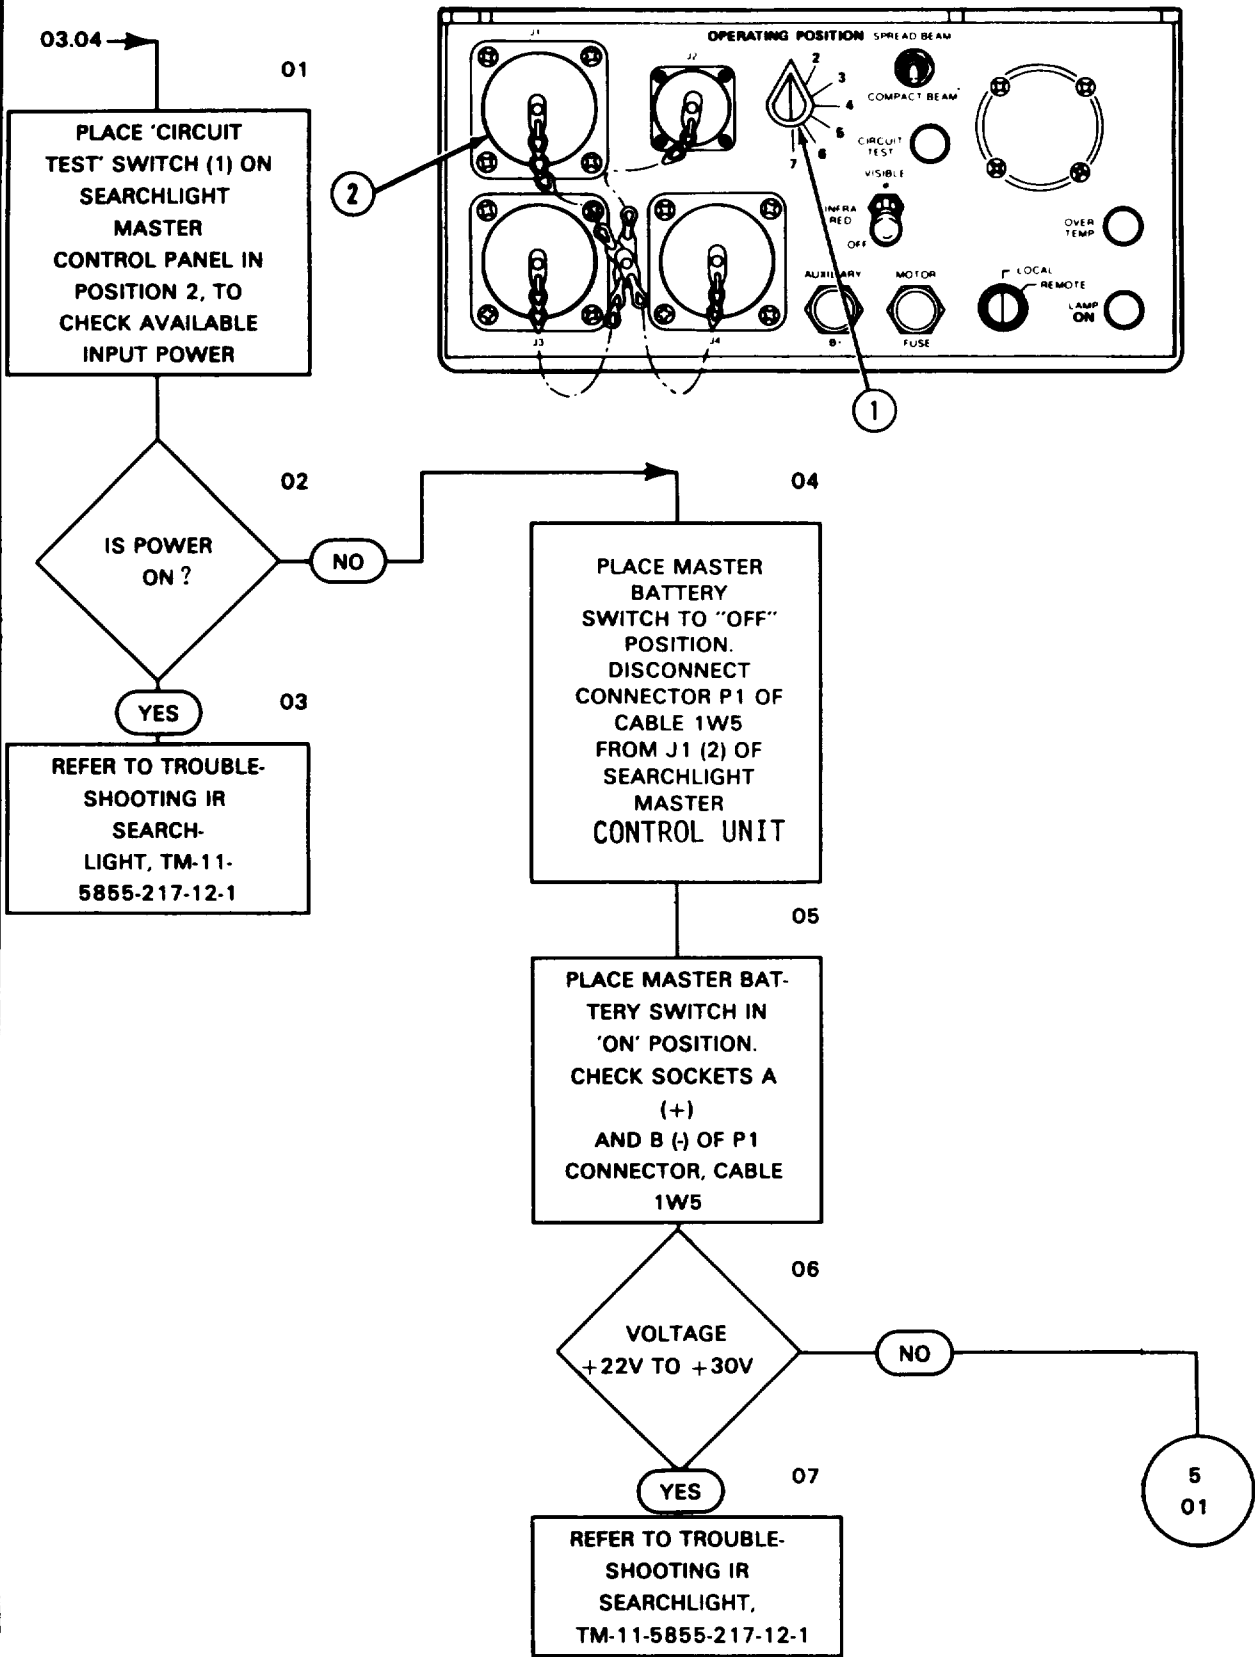 03.04
01
PLACE 'CIRCUIT
TEST' SWITCH (1) ON
SEARCHLIGHT
MASTER
CONTROL PANEL IN
POSITION 2, TO
CHECK AVAILABLE
INPUT POWER
J1
J2
OPERATING POSITION
SPREAD BEAM
2
3
4
5
6
7
COMPACT BEAM
CIRCUIT
TEST
VISIBLE
INFRA
RED
OFF
OVER
TEMP
AUXILIARY
MOTOR
LOCAL
REMOTE
LAMP
ON
J3
J4
FUSE
2
1
02
IS POWER
ON ?
NO
YES
03
REFER TO TROUBLE-
SHOOTING IR
SEARCH-
LIGHT, TM-11-
5855-217-12-1
04
PLACE MASTER
BATTERY
SWITCH TO "OFF"
POSITION.
DISCONNECT
CONNECTOR P1 OF
CABLE 1W5
FROM J1 (2) OF
SEARCHLIGHT
MASTER
CONTROL UNIT
05
PLACE MASTER BAT-
TERY SWITCH IN
'ON' POSITION.
CHECK SOCKETS A
(+)
AND B (-) OF P1
CONNECTOR, CABLE
1W5
06
VOLTAGE
+22V TO +30V
NO
5
01
YES
07
REFER TO TROUBLE-
SHOOTING IR
SEARCHLIGHT,
TM-11-5855-217-12-1